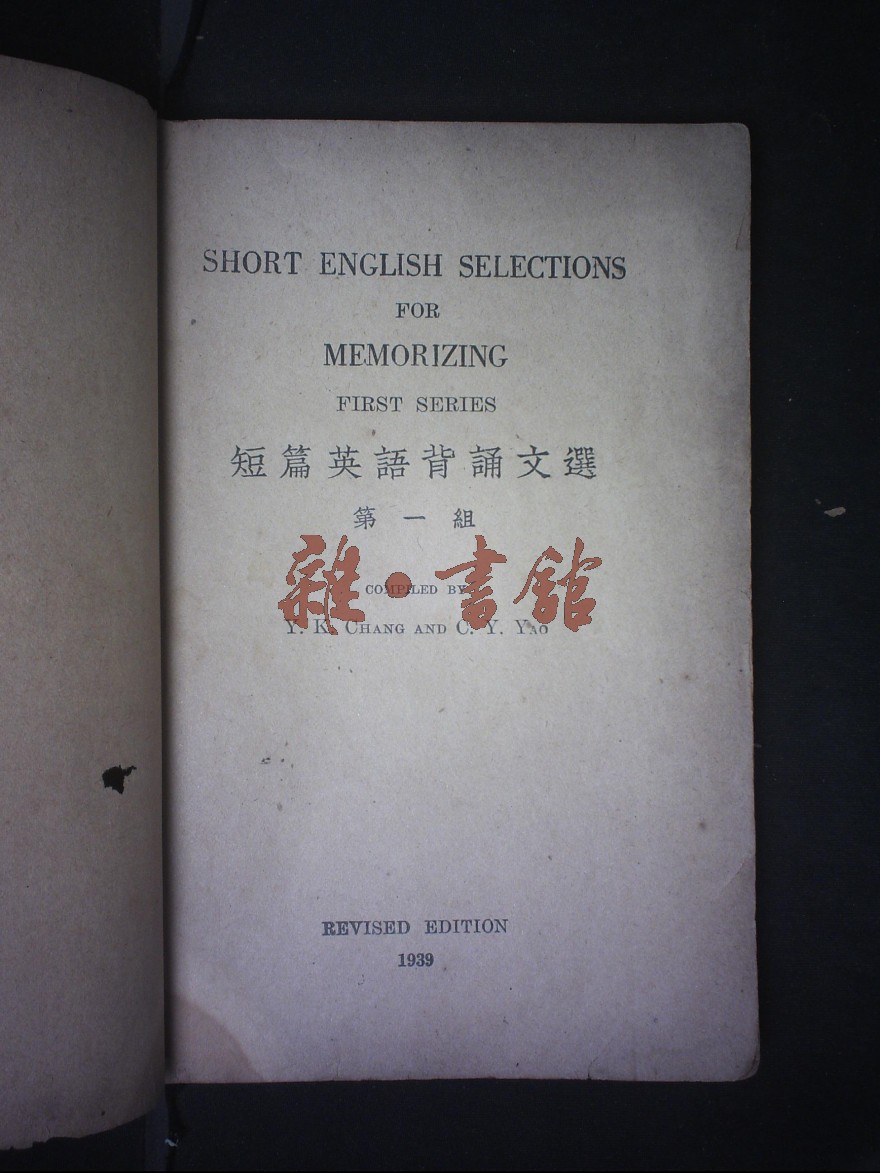 SHORT ENGLISH SELECTIONS
FOR
MEMORIZING
FIRST SERIES
短篇英語背誦文選
第一組
COMPILED BY
雜·書館
Y. K. CHANG AND C. Y. YAO
REVISED EDITION
1939